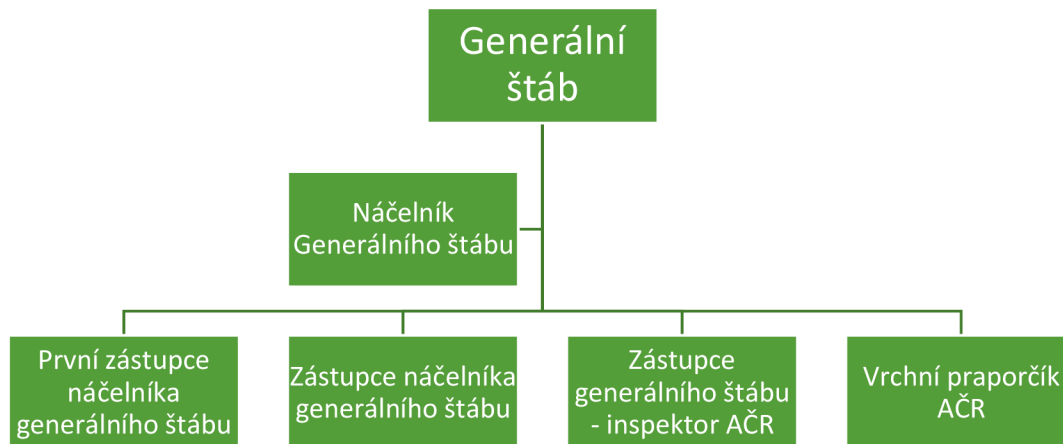 Generální
štáb
Náčelník
Generálního štábu
První zástupce
náčelníka
generálního štábu
Zástupce náčelníka
generálního štábu
Zástupce
generálního štábu
- inspektor AČR
Vrchní praporčík
AČR